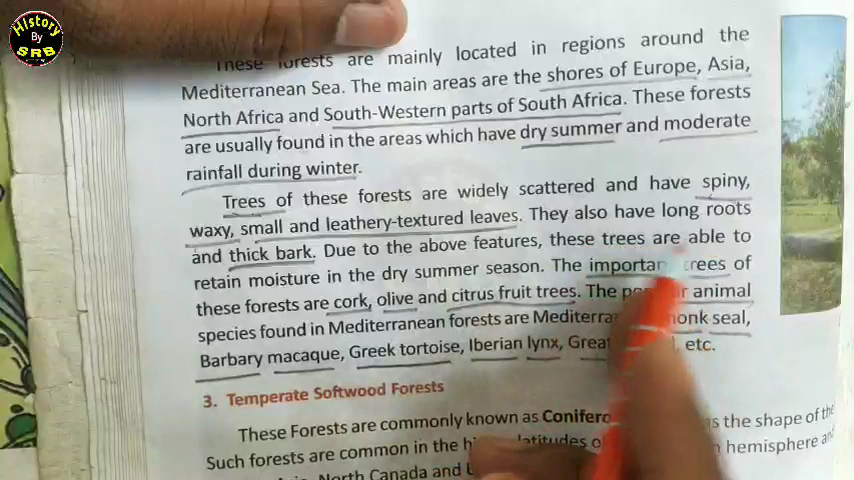 History
By
SRB
These forests are mainly located in regions around the
Mediterranean Sea. The main areas are the shores of Europe, Asia,
North Africa and South-Western parts of South Africa. These forests
are usually found in the areas which have dry summer and moderate
rainfall during winter.
Trees of these forests are widely scattered and have spiny,
waxy, small and leathery-textured leaves. They also have long roots
and thick bark. Due to the above features, these trees are able to
retain moisture in the dry summer season. The important trees of
these forests are cork, olive and citrus fruit trees. The animal
species found in Mediterranean forests are monk seal,
Barbary macaque, Greek tortoise, Iberian lynx, etc.
3. Temperate Softwood Forests
These Forests are commonly known as as the shape of the
Such forests are common in the latitudes hemisphere and
North Canada and